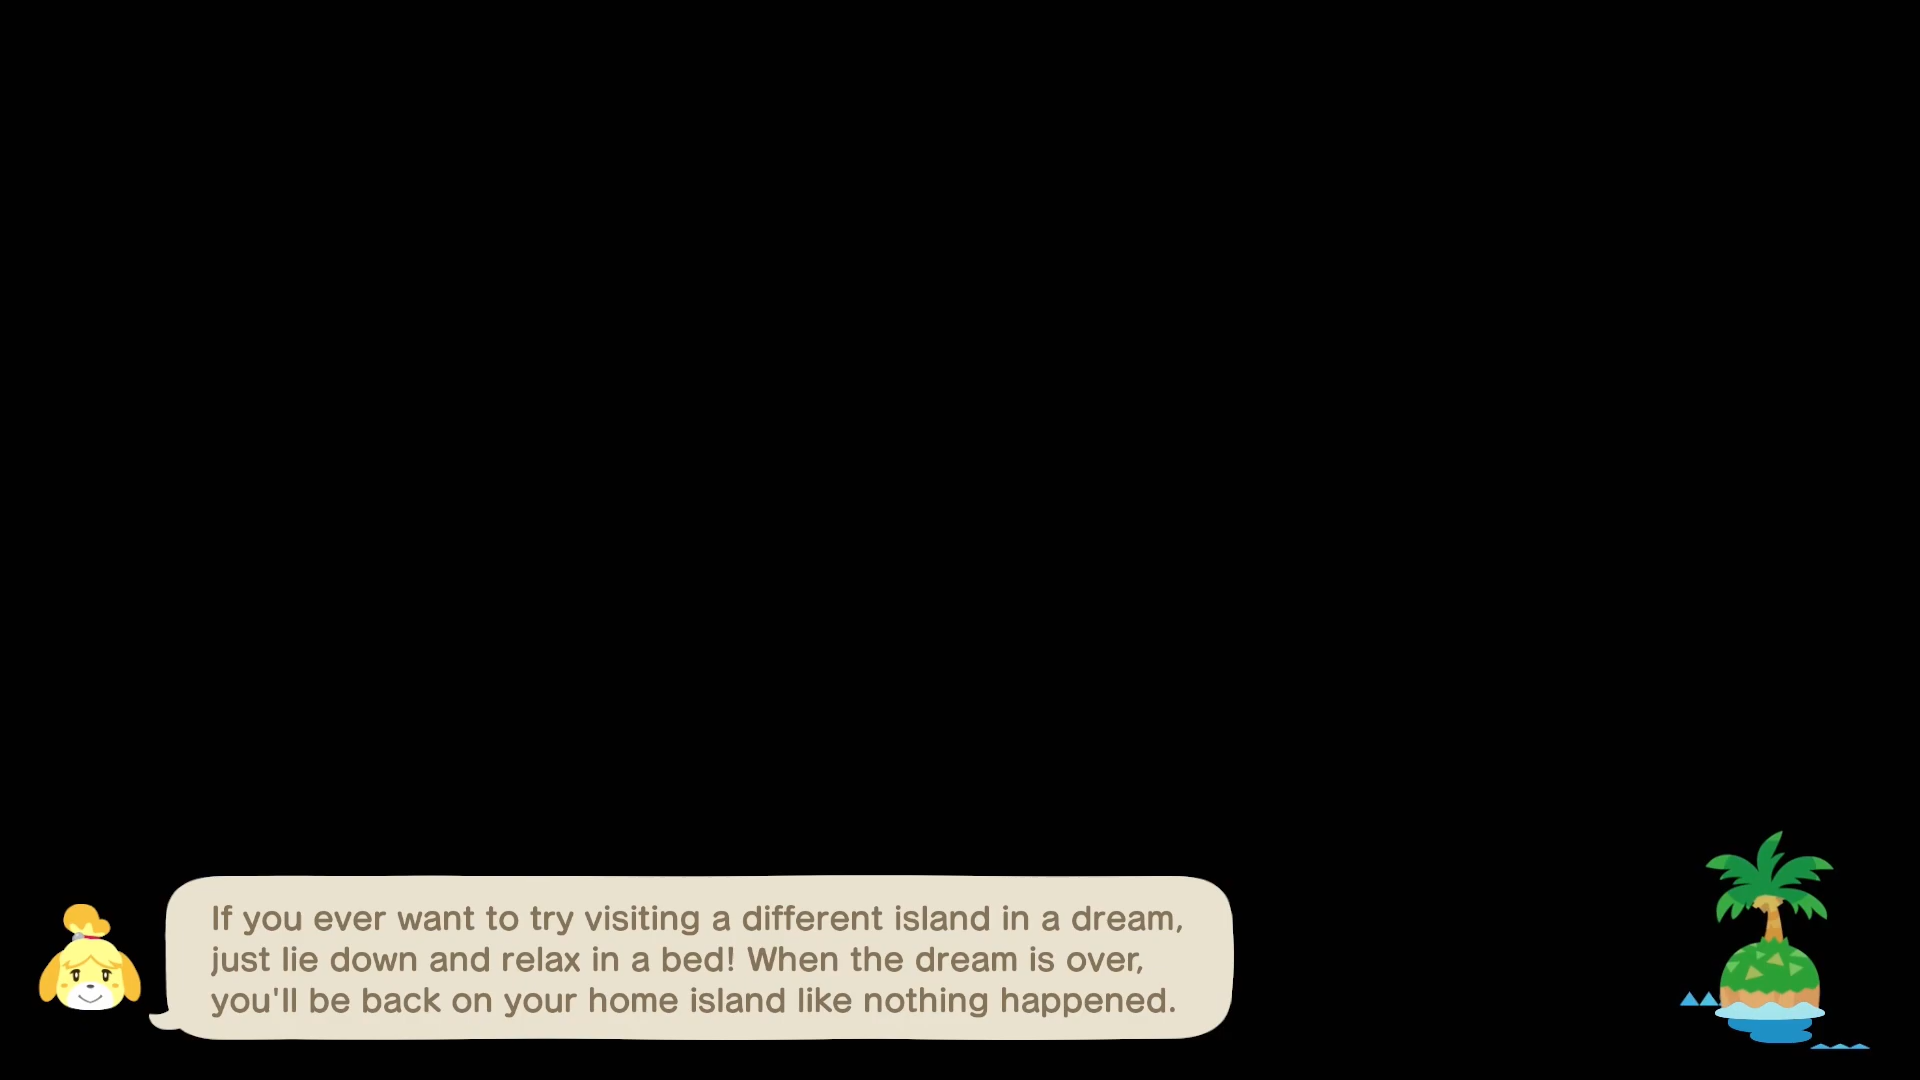 If you ever want to try visiting a different island in a dream,
just lie down and relax in a bed! When the dream is over,
you'll be back on your home island like nothing happened.